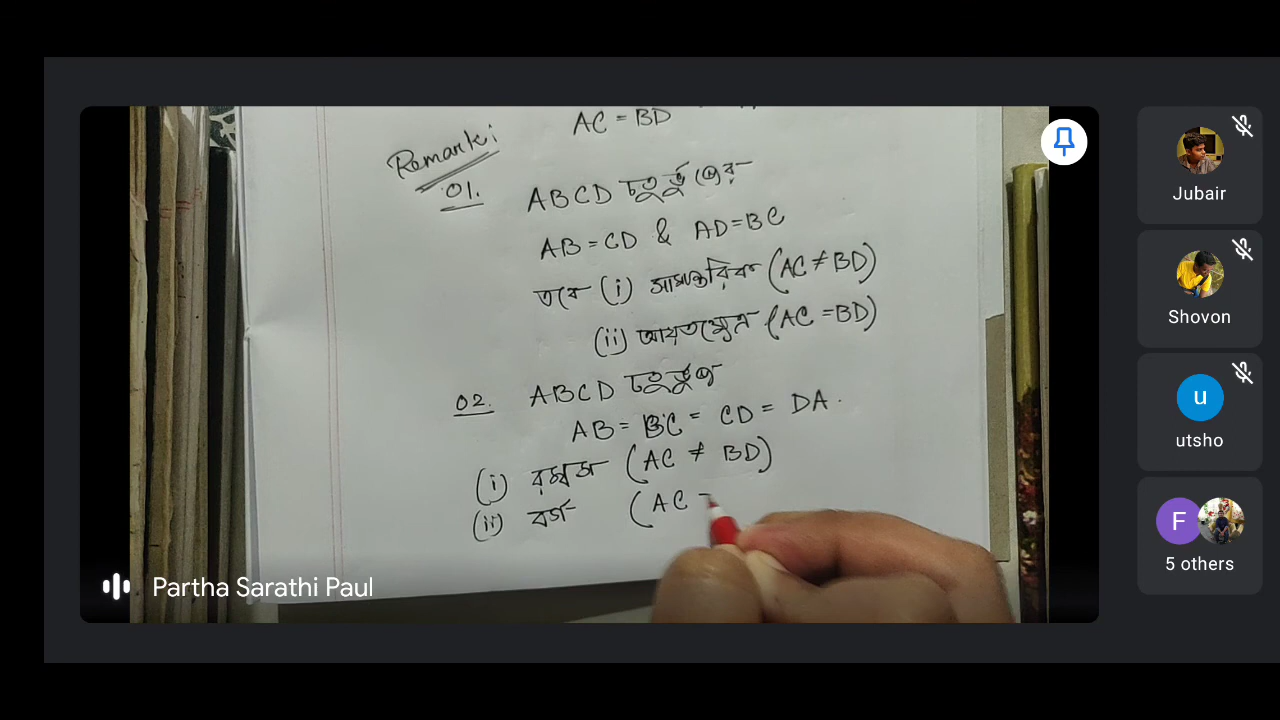 AC = BD
Remark:
01. ABCD চতুর্ভুজের
AB = CD & AD = BC
তবে (i) সামান্তরিক (AC ≠ BD)
(ii) আয়তক্ষেত্র (AC = BD)
02. ABCD চতুর্ভুজ
AB = BC = CD = DA.
(i) রম্বস (AC ≠ BD)
(ii) বর্গ (AC =
Partha Sarathi Paul
Jubair
Shovon
u
utsho
F
5 others